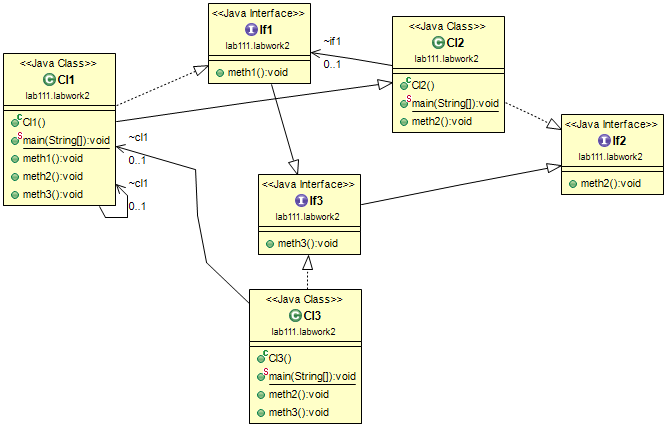 <<Java Interface>>
If1
lab111.labwork2
meth1():void
<<Java Class>>
Cl2
lab111.labwork2
Cl2()
main(String[]):void
meth2():void
~if1
0..1
<<Java Class>>
Cl1
lab111.labwork2
Cl1()
main(String[]):void
meth1():void
meth2():void
meth3():void
~cl1
0..1
~cl1
0..1
<<Java Interface>>
If2
lab111.labwork2
meth2():void
<<Java Interface>>
If3
lab111.labwork2
meth3():void
<<Java Class>>
Cl3
lab111.labwork2
Cl3()
main(String[]):void
meth2():void
meth3():void